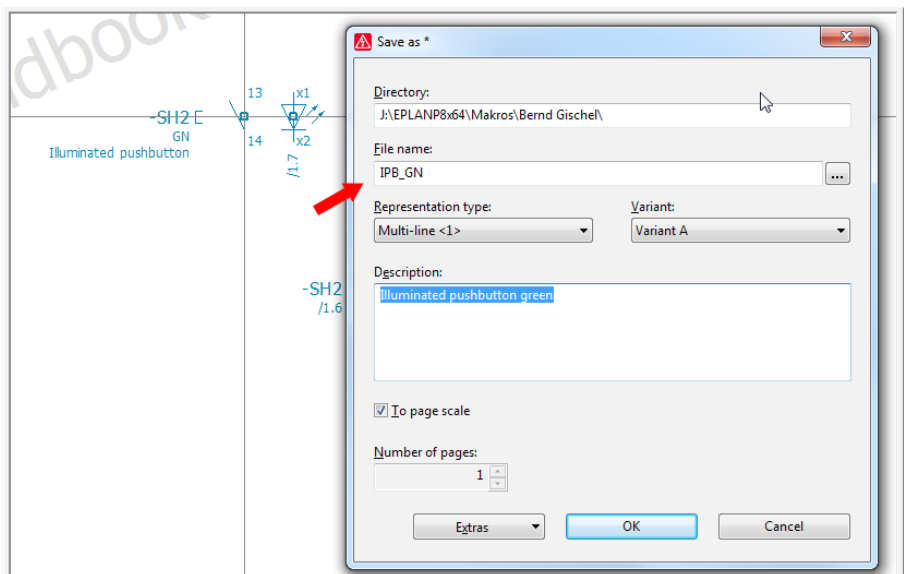 dbook
13
x1
-SH2 E
GN
14
x2
Illuminated pushbutton
/1.7
-SH2
/1.6
Save as *
x
Directory:
J:\EPLANP8x64\Makros\Bernd Gischel\
File name:
IPB_GN
...
Representation type:
Variant:
Multi-line <1>
Variant A
Description:
Illuminated pushbutton green
To page scale
Number of pages:
1
Extras
OK
Cancel